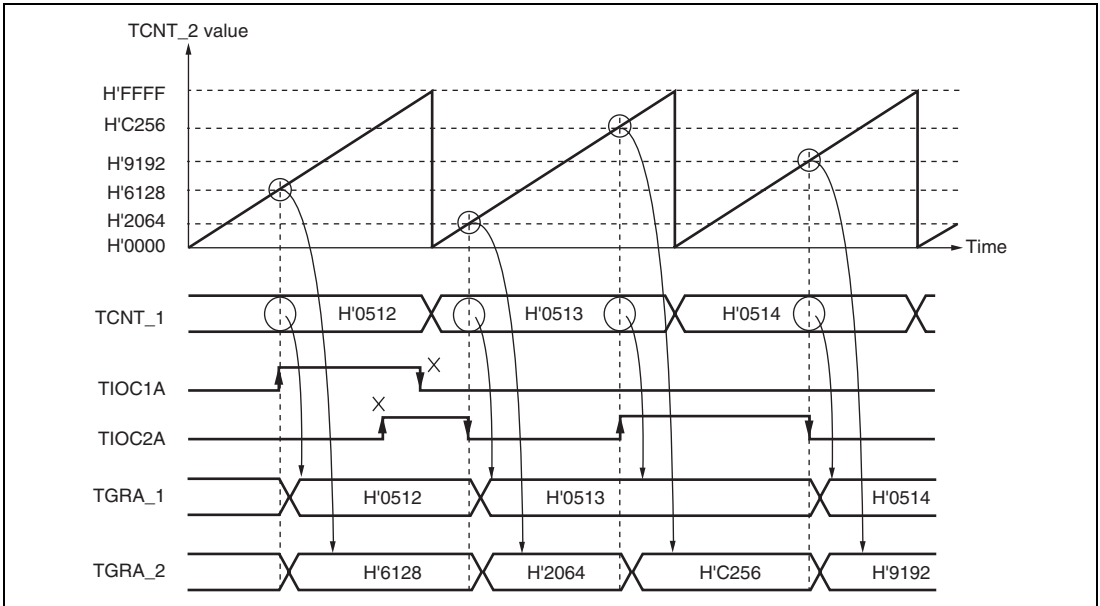 TCNT_2 value
H'FFFF
H'C256
H'9192
H'6128
H'2064
H'0000
Time
TCNT_1 H'0512 H'0513 H'0514
TIOC1A X
X
TIOC2A
TGRA_1 H'0512 H'0513 H'0514
TGRA_2 H'6128 H'2064 H'C256 H'9192